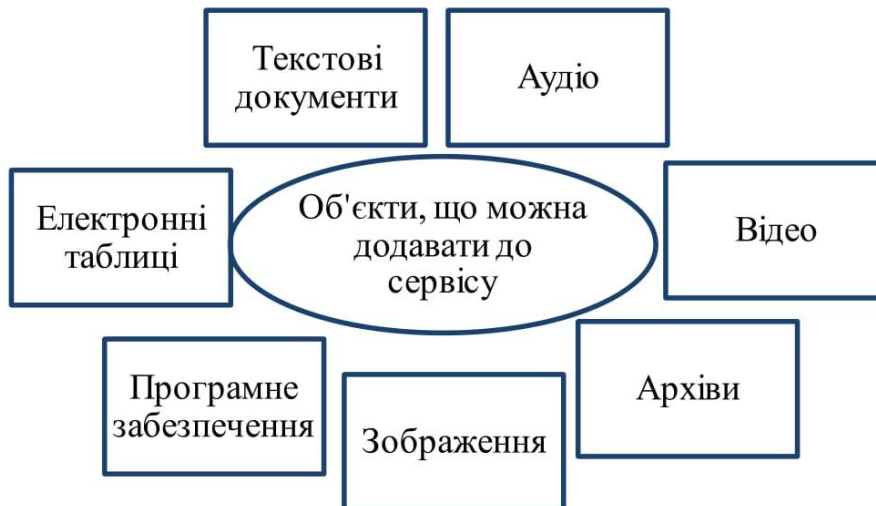 Текстові
документи
Аудіо
Електронні
таблиці
Об'єкти, що можна
додавати до
сервісу
Відео
Програмне
забезпечення
Зображення
Архіви